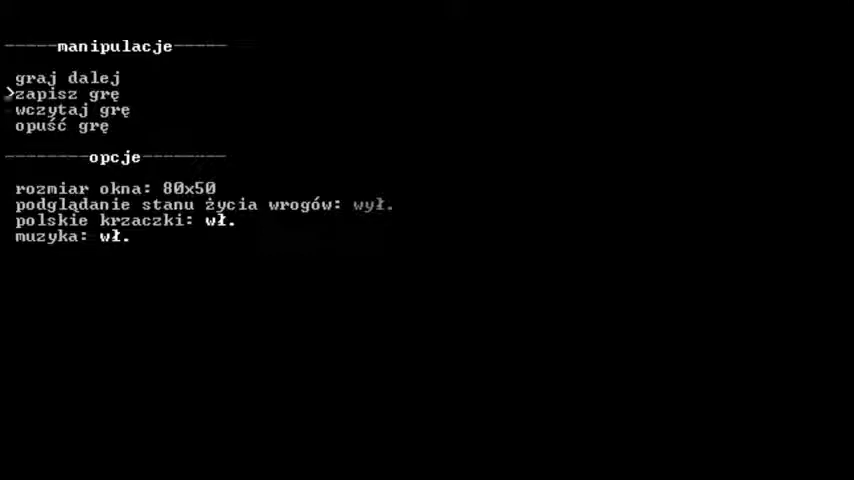 -----manipulacje-----
graj dalej
>zapisz grę
wczytaj grę
opuść grę
--------opcje--------
rozmiar okna: 80x50
podglądanie stanu życia wrogów: wył.
polskie krzaczki: wł.
muzyka: wł.